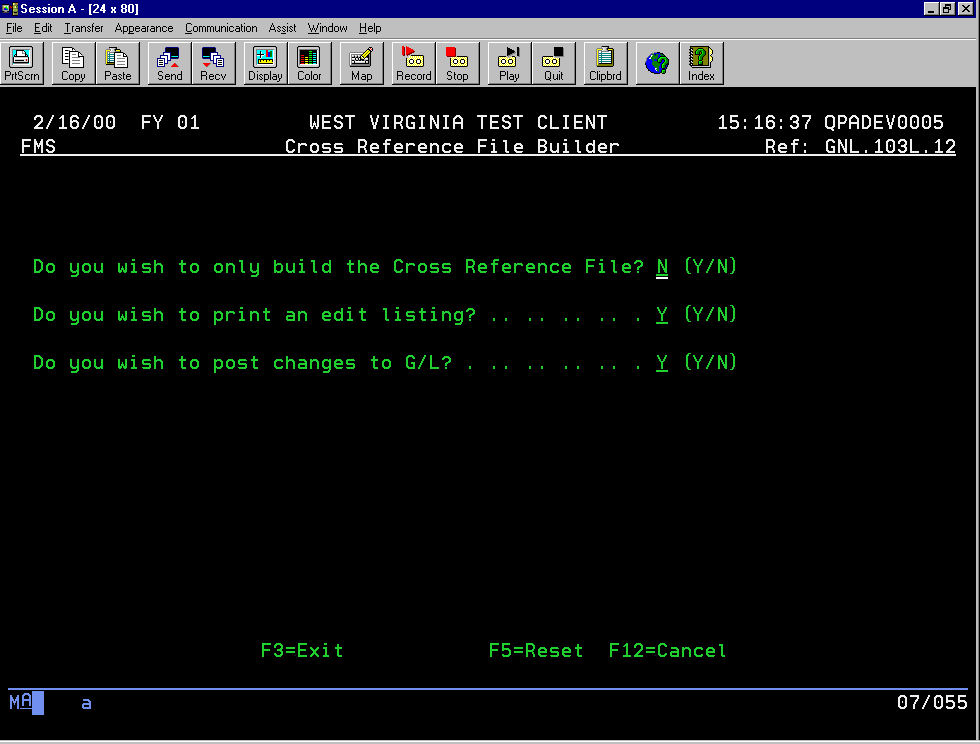 Session A - [24 x 80]
File Edit Transfer Appearance Communication Assist Window Help
PrtScrn Copy Paste Send Recv Display Color Map Record Stop Play Quit Clipbrd Index
2/16/00 FY 01 WEST VIRGINIA TEST CLIENT 15:16:37 QPADEV0005
FMS Cross Reference File Builder Ref: GNL.103L.12
Do you wish to only build the Cross Reference File? N (Y/N)
Do you wish to print an edit listing? .. .. .. .. . Y (Y/N)
Do you wish to post changes to G/L? . .. .. .. .. . Y (Y/N)
F3=Exit F5=Reset F12=Cancel
MA a 07/055